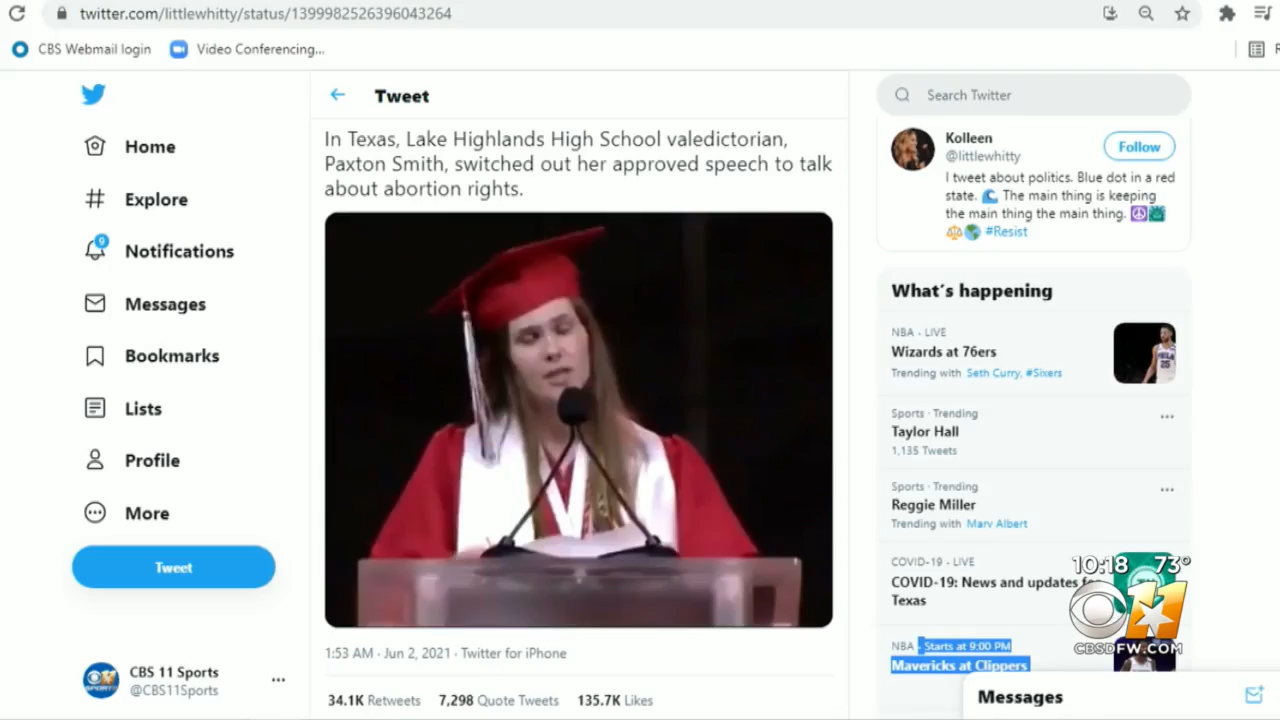 twitter.com/littlewhitty/status/1399982526396043264
CBS Webmail login
Video Conferencing...
Home
Explore
9
Notifications
Messages
Bookmarks
Lists
Profile
More
Tweet
CBS 11 Sports
@CBS11Sports
Tweet
In Texas, Lake Highlands High School valedictorian,
Paxton Smith, switched out her approved speech to talk
about abortion rights.
1:53 AM · Jun 2, 2021 · Twitter for iPhone
34.1K Retweets 7,298 Quote Tweets 135.7K Likes
Search Twitter
Kolleen
@littlewhitty
Follow
I tweet about politics. Blue dot in a red
state. 🌊 The main thing is keeping
the main thing the main thing.
#Resist
What's happening
NBA · LIVE
Wizards at 76ers
Trending with Seth Curry, #Sixers
PHILA
25
Sports · Trending
Taylor Hall
1,135 Tweets
Sports · Trending
Reggie Miller
Trending with Marv Albert
COVID-19 · LIVE
COVID-19: News and updates for
Texas
10:18 73°
11
CBSDFW.COM
NBA · Starts at 9:00 PM
Mavericks at Clippers
Messages